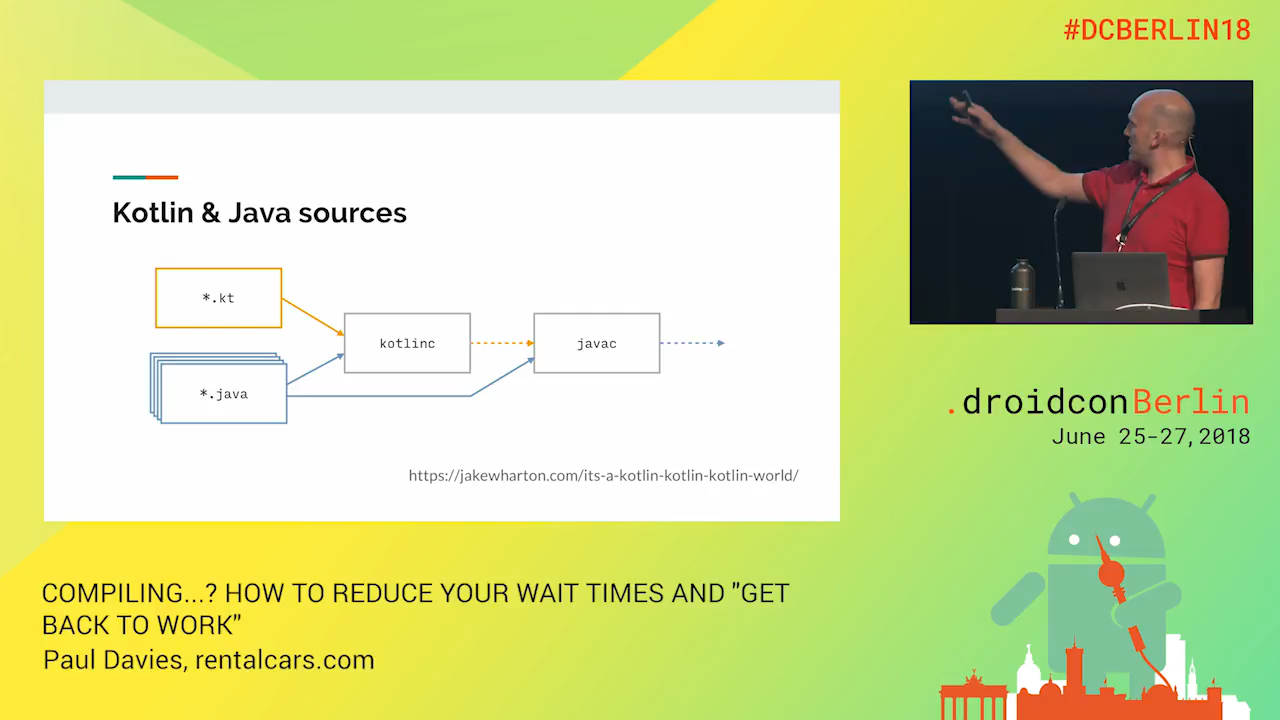 #DCBERLIN18
Kotlin & Java sources
*.kt
kotlinc
javac
*.java
https://jakewharton.com/its-a-kotlin-kotlin-kotlin-world/
.droidconBerlin
June 25-27,2018
COMPILING...? HOW TO REDUCE YOUR WAIT TIMES AND "GET
BACK TO WORK"
Paul Davies, rentalcars.com